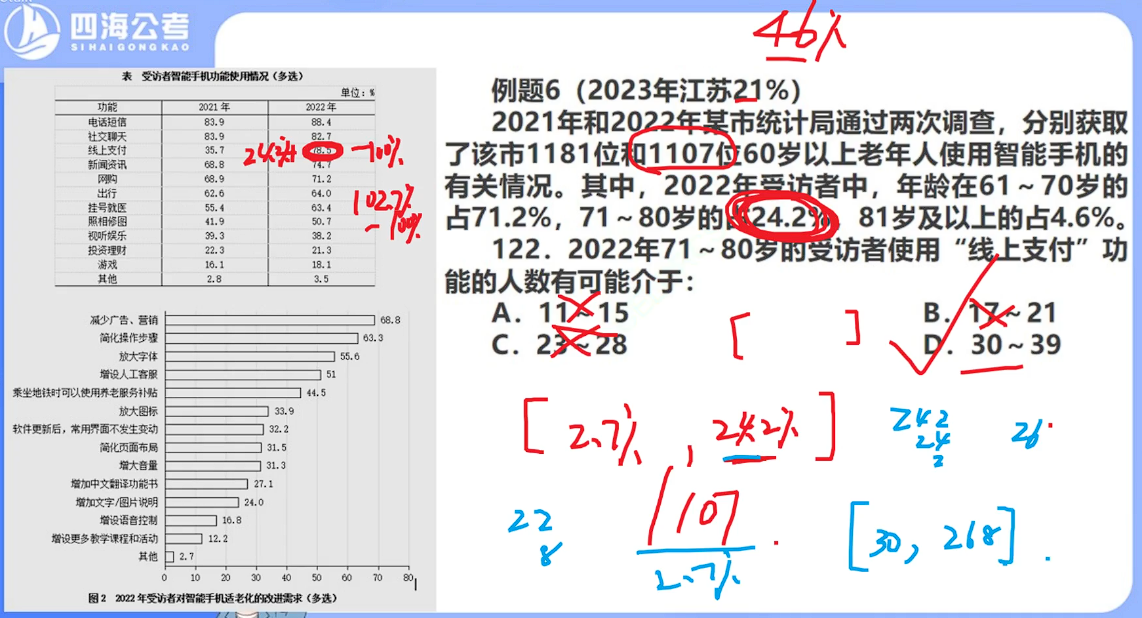 四海公考
SIHAIGONGKAO
46%
表 受访者智能手机功能使用情况（多选）
单位：%
功能 2021年 2022年
电话短信 83.9 88.4
社交聊天 83.9 82.7
线上支付 35.7 78.5
新闻资讯 68.8 74.7
网购 68.9 71.2
出行 62.6 64.0
挂号就医 55.4 63.4
照相修图 41.9 50.7
视听娱乐 39.3 38.2
投资理财 22.3 21.3
游戏 16.1 18.1
其他 2.8 3.5
-100%
102.7%
-100%
减少广告、营销 68.8
简化操作步骤 63.3
放大字体 55.6
增设人工客服 51
乘坐地铁时可以使用养老服务补贴 44.5
放大图标 33.9
软件更新后，常用界面不发生变动 32.2
简化页面布局 31.5
增大音量 31.3
增加中文翻译功能书 27.1
增加文字/图片说明 24.0
增设语音控制 16.8
增设更多教学课程和活动 12.2
其他 2.7
0 10 20 30 40 50 60 70 80
图2 2022年受访者对智能手机适老化的改进需求（多选）
例题6（2023年江苏21%）
2021年和2022年某市统计局通过两次调查，分别获取
了该市1181位和1107位60岁以上老年人使用智能手机的
有关情况。其中，2022年受访者中，年龄在61～70岁的
占71.2%，71～80岁的占24.2%，81岁及以上的占4.6%。
122．2022年71～80岁的受访者使用“线上支付”功
能的人数有可能介于：
A．11～15 B．17～21
C．23～28 D．30～39
[ ]
[2.7%, 24.2%]
242
24
2
26
22
8
1107
2.7%
[30, 268]